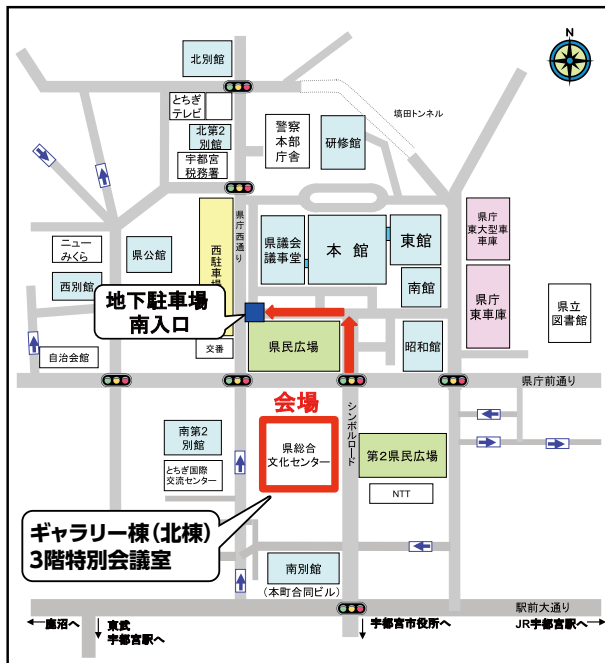 N
北別館
とちぎ
テレビ
北第2
別館
宇都宮
税務署
警察
本部
庁舎
研修館
塙田トンネル
県庁西通り
西駐車場
県議会
議事堂
本館
東館
南館
県庁
東大型車
車庫
県庁
東車庫
県立
図書館
ニュー
みくら
県公館
西別館
自治会館
地下駐車場
南入口
交番
県民広場
昭和館
県庁前通り
会場
シンボルロード
南第2
別館
とちぎ国際
交流センター
県総合
文化センター
第2県民広場
NTT
ギャラリー棟(北棟)
3階特別会議室
南別館
(本町合同ビル)
駅前大通り
鹿沼へ
東武
宇都宮駅へ
宇都宮市役所へ
JR宇都宮駅へ